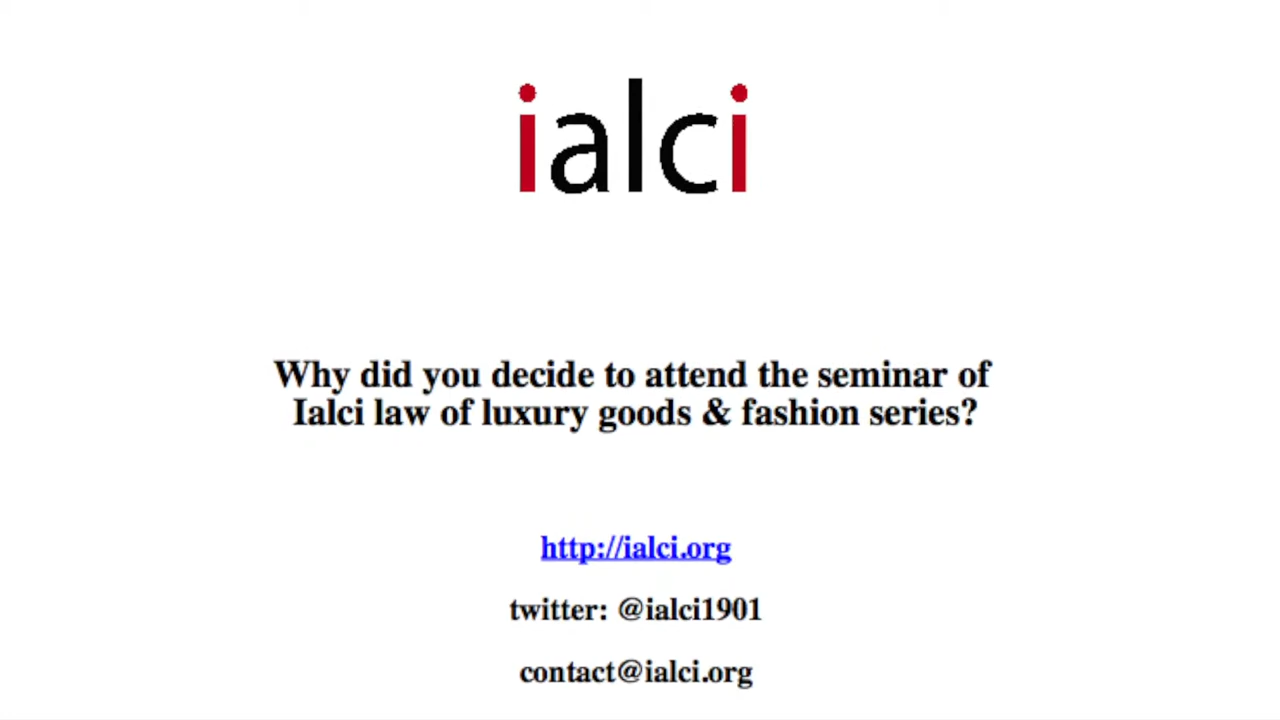 ialci
Why did you decide to attend the seminar of
Ialci law of luxury goods & fashion series?
http://ialci.org
twitter: @ialci1901
contact@ialci.org